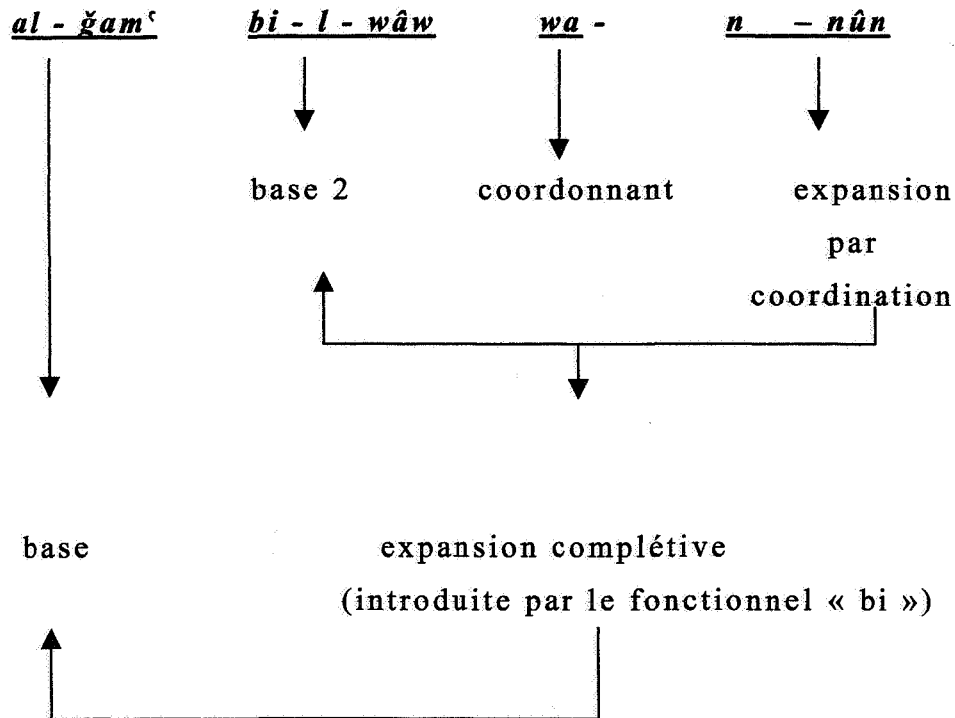 al - ğamˁ bi - l - wâw wa - n – nûn
base 2 coordonnant expansion
par
coordination
base expansion complétive
(introduite par le fonctionnel « bi »)